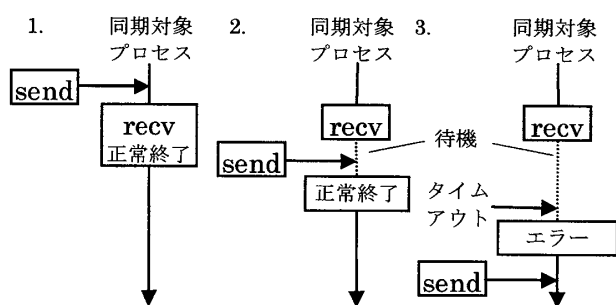 1.
同期対象
プロセス
send
recv
正常終了
2.
同期対象
プロセス
recv
send
待機
正常終了
3.
同期対象
プロセス
recv
タイム
アウト
エラー
send